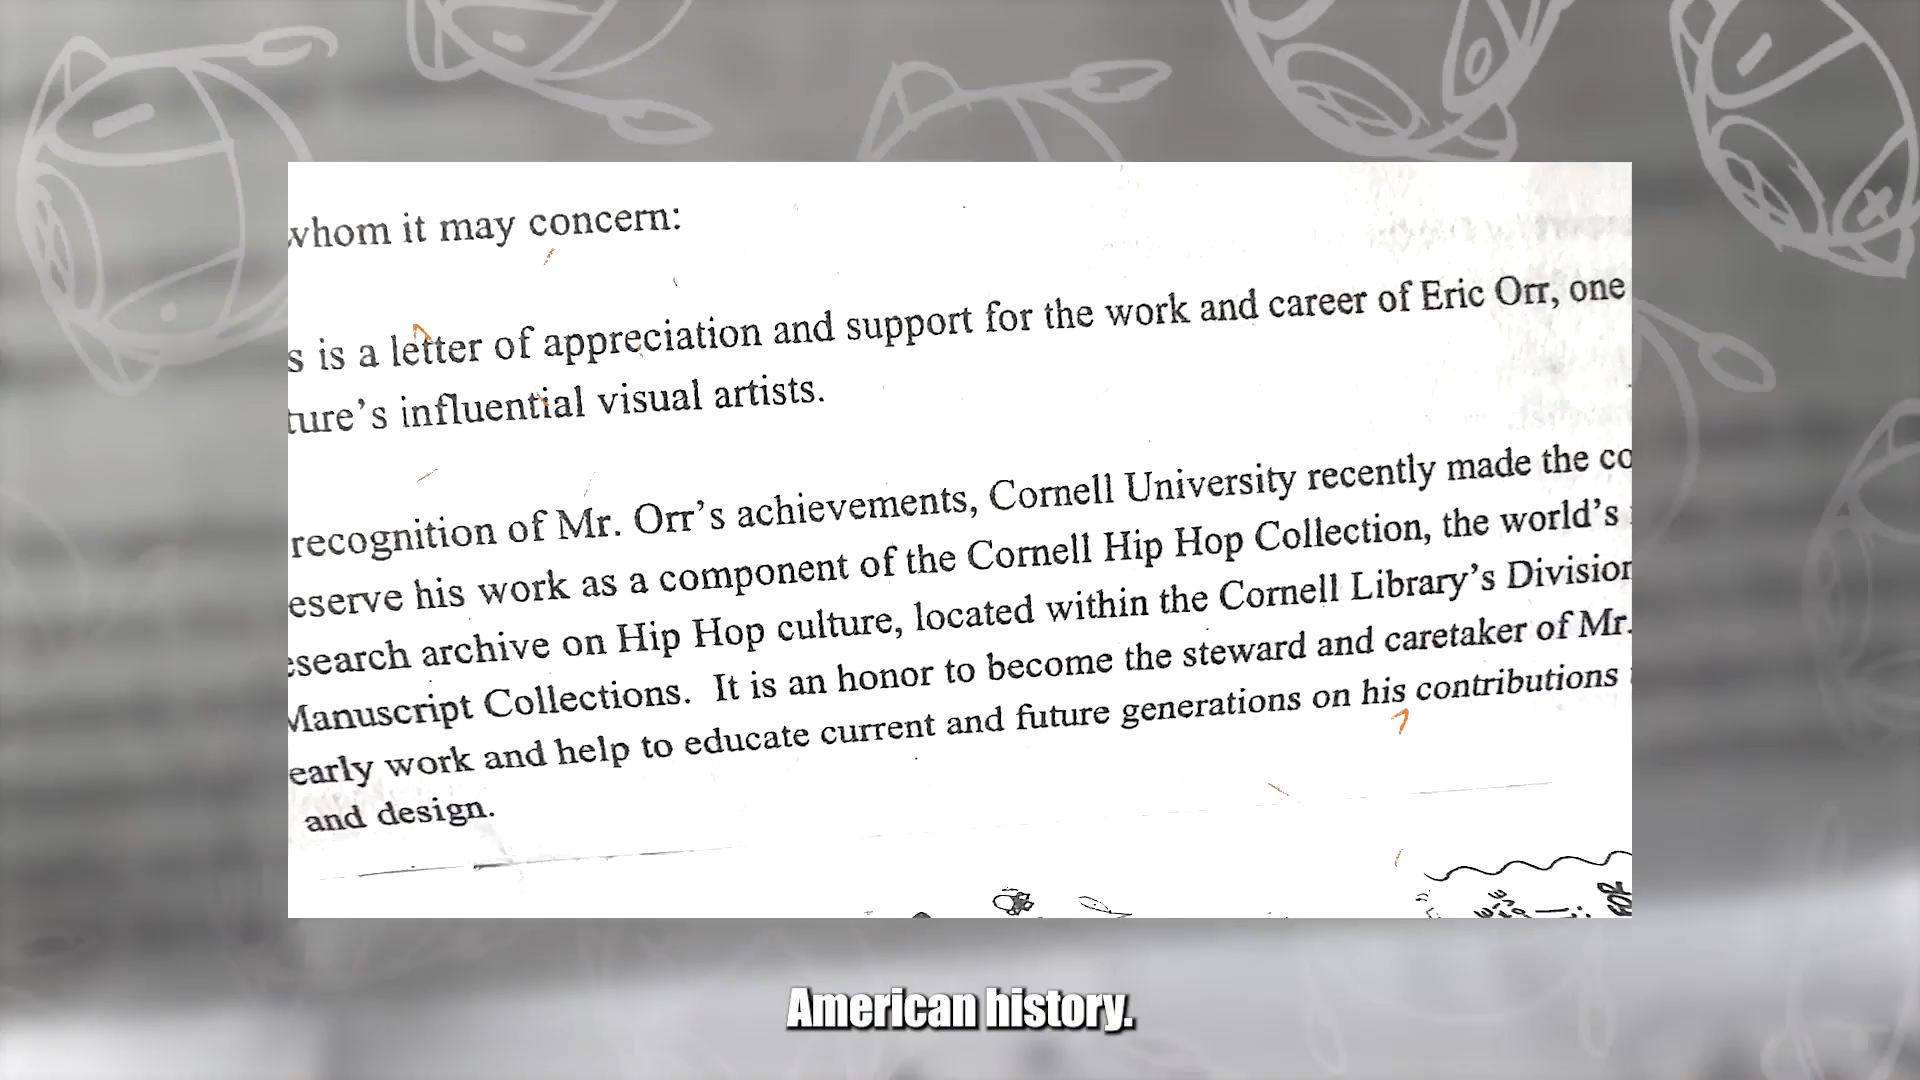 whom it may concern:
s is a letter of appreciation and support for the work and career of Eric Orr, one
ture's influential visual artists.
recognition of Mr. Orr's achievements, Cornell University recently made the co
eserve his work as a component of the Cornell Hip Hop Collection, the world's
esearch archive on Hip Hop culture, located within the Cornell Library's Division
Manuscript Collections. It is an honor to become the steward and caretaker of Mr.
early work and help to educate current and future generations on his contributions
and design.
American history.